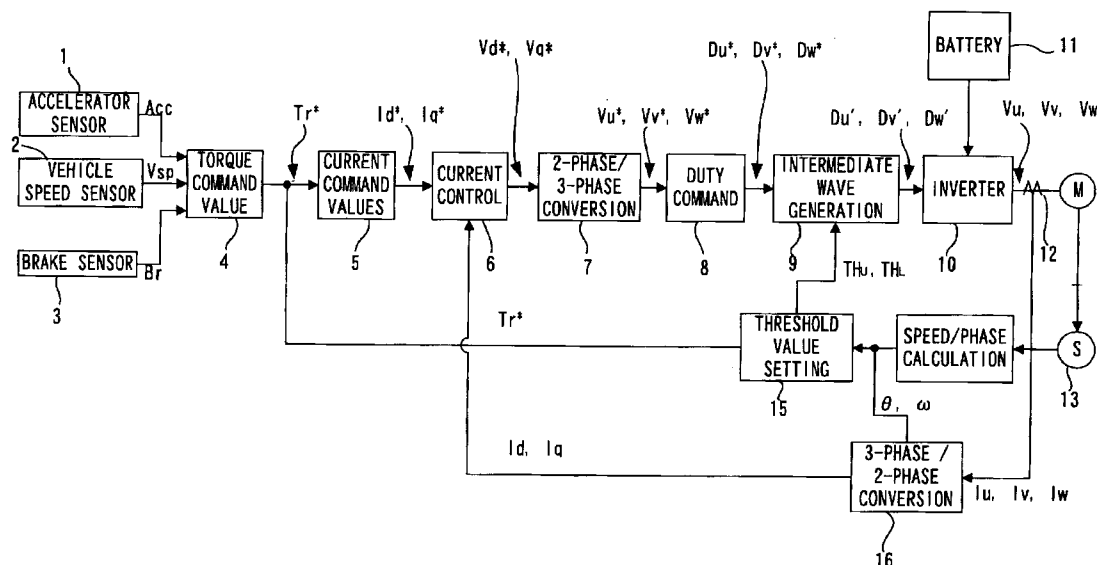 BATTERY
11
Vd*, Vq*
Du*, Dv*, Dw*
1
ACCELERATOR
SENSOR
Acc
Tr*
Id*, Iq*
Vu*, Vv*, Vw*
Du′, Dv′, Dw′
Vu, Vv, Vw
2
VEHICLE
SPEED SENSOR
Vsp
TORQUE
COMMAND
VALUE
CURRENT
COMMAND
VALUES
CURRENT
CONTROL
2-PHASE/
3-PHASE
CONVERSION
DUTY
COMMAND
INTERMEDIATE
WAVE
GENERATION
INVERTER
M
BRAKE SENSOR
Br
3
4
5
6
7
8
9
10
12
THU, THL
Tr*
THRESHOLD
VALUE
SETTING
15
SPEED/PHASE
CALCULATION
S
13
θ, ω
Id, Iq
3-PHASE /
2-PHASE
CONVERSION
Iu, Iv, Iw
16